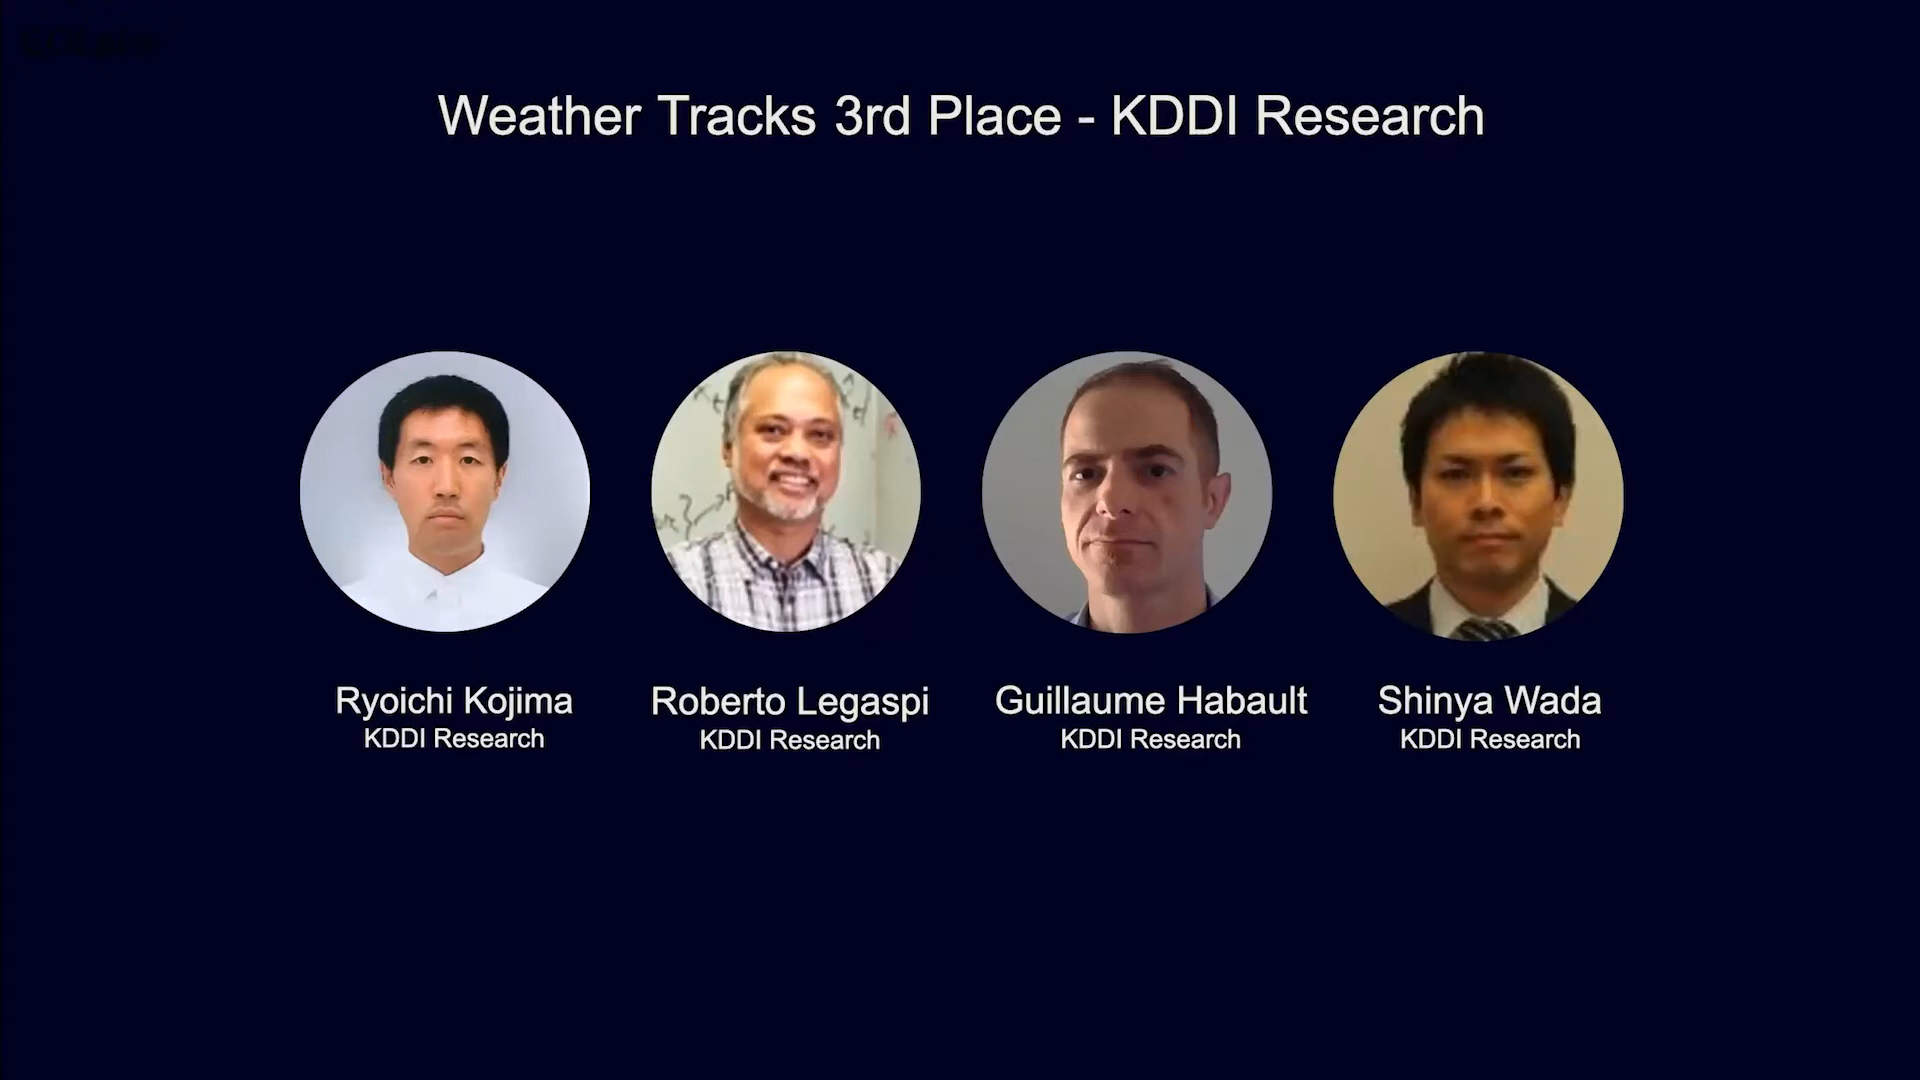 Weather Tracks 3rd Place - KDDI Research
Ryoichi Kojima
KDDI Research
Roberto Legaspi
KDDI Research
Guillaume Habault
KDDI Research
Shinya Wada
KDDI Research